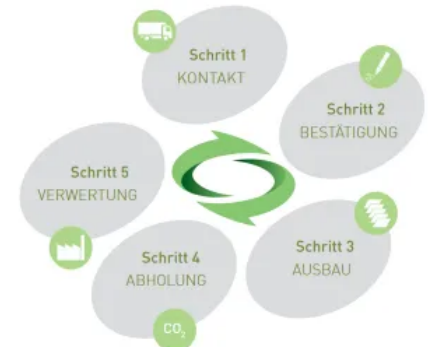 Schritt 1
KONTAKT
Schritt 2
BESTÄTIGUNG
Schritt 3
AUSBAU
Schritt 4
ABHOLUNG
CO₂
Schritt 5
VERWERTUNG